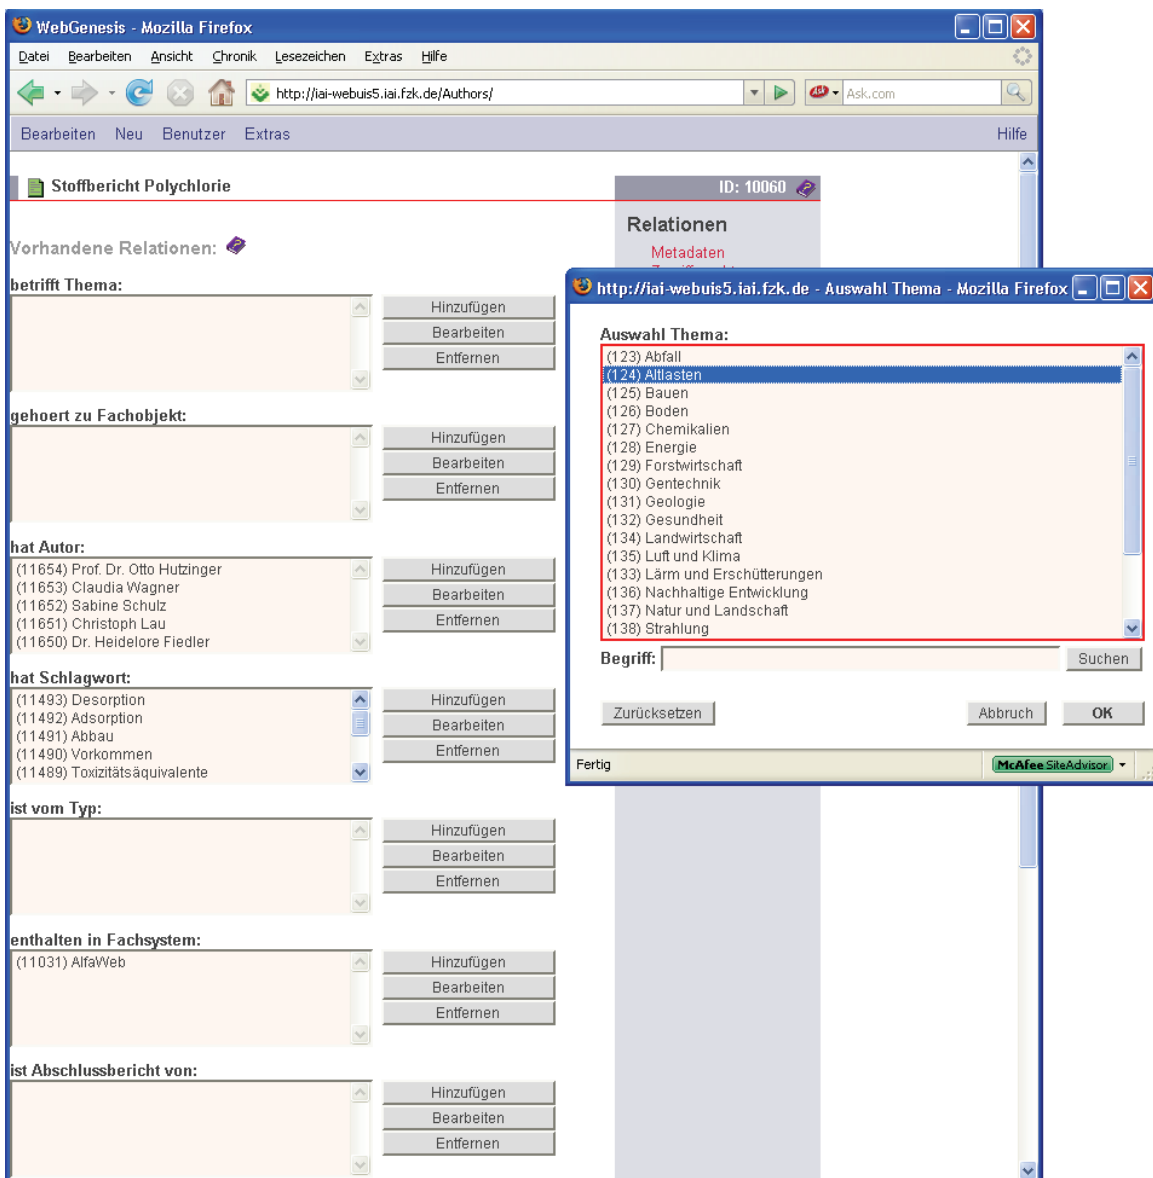 WebGenesis - Mozilla Firefox
Datei Bearbeiten Ansicht Chronik Lesezeichen Extras Hilfe
http://iai-webuis5.iai.fzk.de/Authors/ Ask.com
Bearbeiten Neu Benutzer Extras Hilfe
Stoffbericht Polychlorie
ID: 10060
Relationen
Metadaten
Vorhandene Relationen:
betrifft Thema:
Hinzufügen
Bearbeiten
Entfernen
gehoert zu Fachobjekt:
Hinzufügen
Bearbeiten
Entfernen
hat Autor:
(11654) Prof. Dr. Otto Hutzinger
(11653) Claudia Wagner
(11652) Sabine Schulz
(11651) Christoph Lau
(11650) Dr. Heidelore Fiedler
Hinzufügen
Bearbeiten
Entfernen
hat Schlagwort:
(11493) Desorption
(11492) Adsorption
(11491) Abbau
(11490) Vorkommen
(11489) Toxizitätsäquivalente
Hinzufügen
Bearbeiten
Entfernen
ist vom Typ:
Hinzufügen
Bearbeiten
Entfernen
enthalten in Fachsystem:
(11031) AlfaWeb
Hinzufügen
Bearbeiten
Entfernen
ist Abschlussbericht von:
Hinzufügen
Bearbeiten
Entfernen
http://iai-webuis5.iai.fzk.de - Auswahl Thema - Mozilla Firefox
Auswahl Thema:
(123) Abfall
(124) Altlasten
(125) Bauen
(126) Boden
(127) Chemikalien
(128) Energie
(129) Forstwirtschaft
(130) Gentechnik
(131) Geologie
(132) Gesundheit
(134) Landwirtschaft
(135) Luft und Klima
(133) Lärm und Erschütterungen
(136) Nachhaltige Entwicklung
(137) Natur und Landschaft
(138) Strahlung
Begriff: Suchen
Zurücksetzen Abbruch OK
Fertig McAfee SiteAdvisor